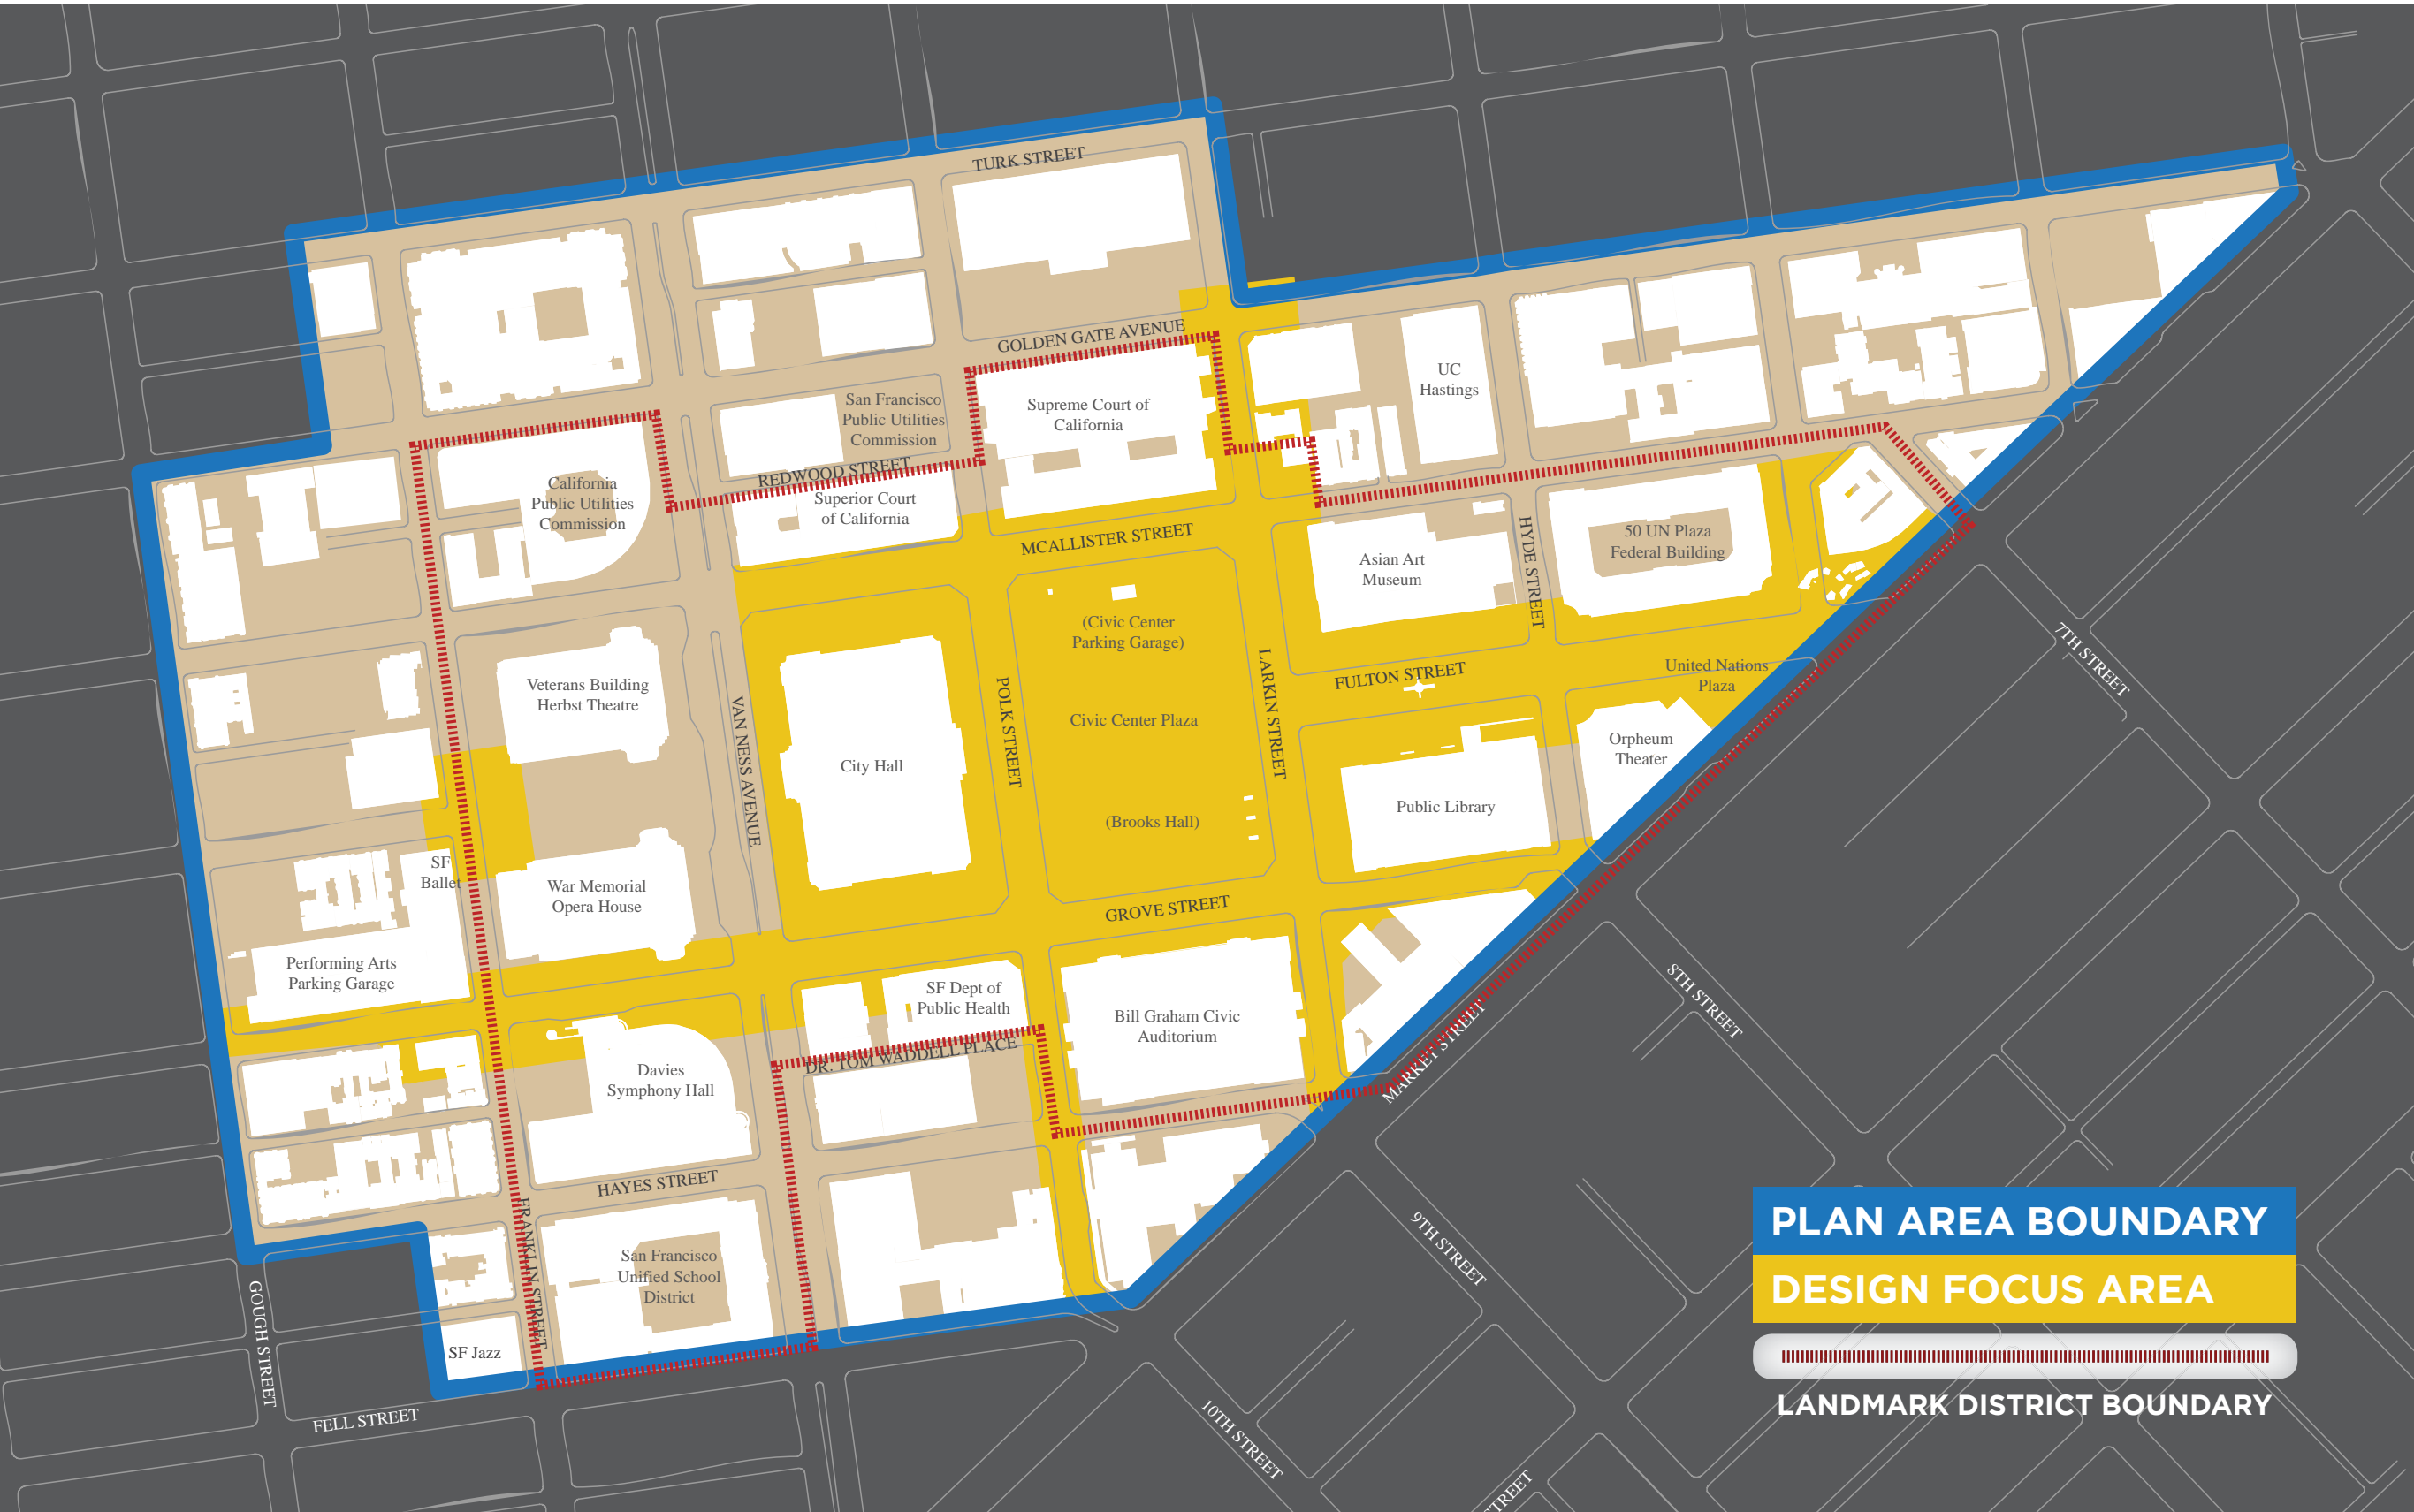 TURK STREET
GOLDEN GATE AVENUE
UC
Hastings
San Francisco
Public Utilities
Commission
Supreme Court of
California
REDWOOD STREET
California
Public Utilities
Commission
Superior Court
of California
MCALLISTER STREET
HYDE STREET
50 UN Plaza
Federal Building
Asian Art
Museum
(Civic Center
Parking Garage)
7TH STREET
Veterans Building
Herbst Theatre
VAN NESS AVENUE
POLK STREET
LARKIN STREET
FULTON STREET
United Nations
Plaza
Civic Center Plaza
Orpheum
Theater
City Hall
Public Library
(Brooks Hall)
SF
Ballet
War Memorial
Opera House
GROVE STREET
Performing Arts
Parking Garage
SF Dept of
Public Health
8TH STREET
Bill Graham Civic
Auditorium
MARKET STREET
DR. TOM WADDELL PLACE
Davies
Symphony Hall
HAYES STREET
FRANKLIN STREET
San Francisco
Unified School
District
9TH STREET
GOUGH STREET
SF Jazz
FELL STREET
10TH STREET
STREET
PLAN AREA BOUNDARY
DESIGN FOCUS AREA
LANDMARK DISTRICT BOUNDARY